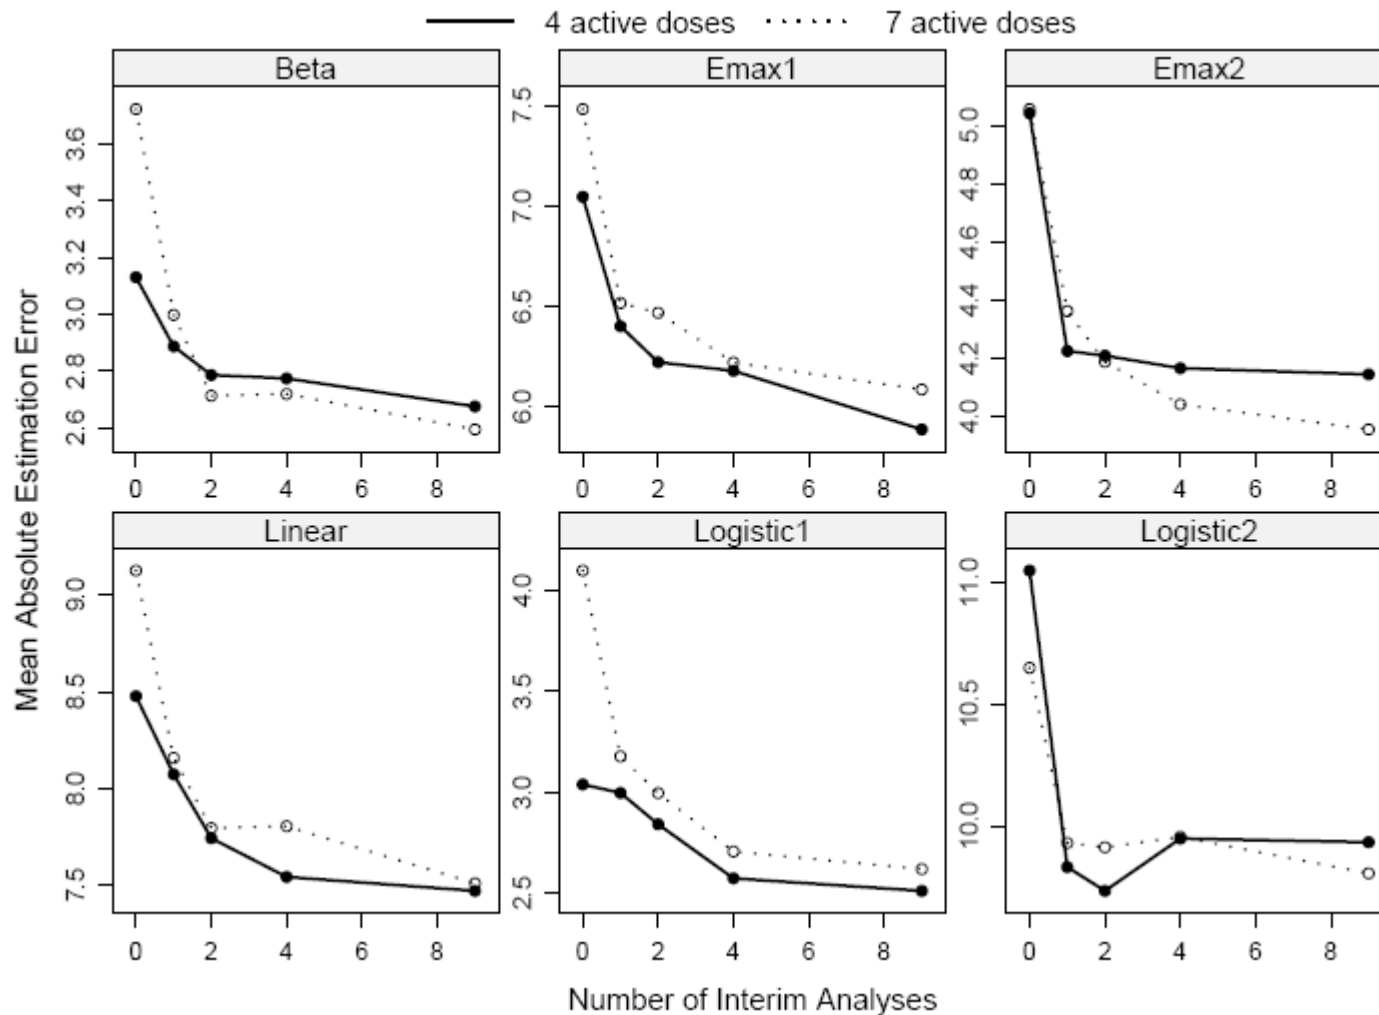 4 active doses 7 active doses
Beta Emax1 Emax2
3.6 3.4 3.2 3.0 2.8 2.6
7.5 7.0 6.5 6.0
5.0 4.8 4.6 4.4 4.2 4.0
0 2 4 6 8 0 2 4 6 8 0 2 4 6 8
Mean Absolute Estimation Error
Linear Logistic1 Logistic2
9.0 8.5 8.0 7.5
4.0 3.5 3.0 2.5
11.0 10.5 10.0
0 2 4 6 8 0 2 4 6 8 0 2 4 6 8
Number of Interim Analyses